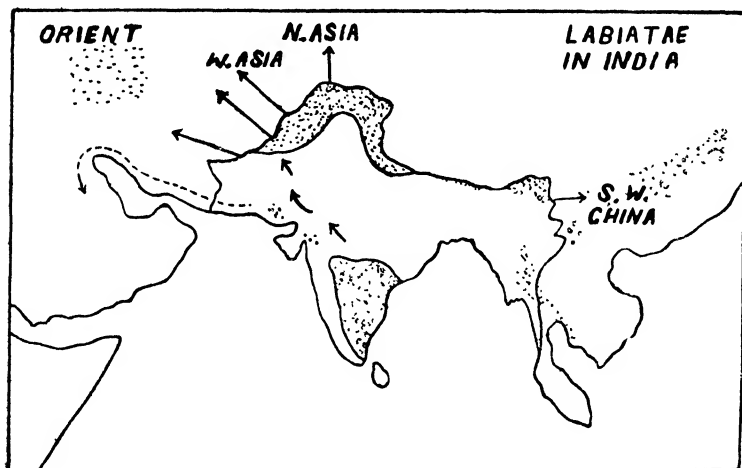 ORIENT
N. ASIA
W. ASIA
LABIATAE
IN INDIA
S. W.
CHINA